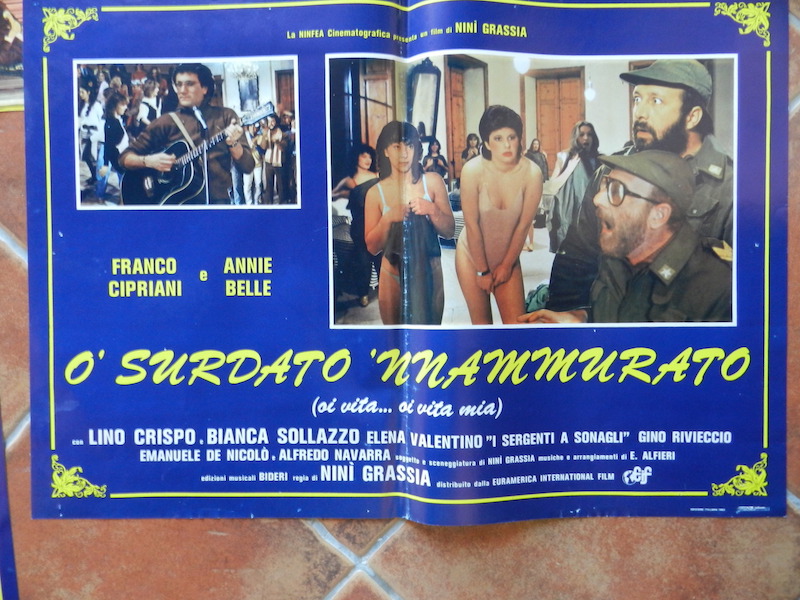 La NINFEA Cinematografica presenta un film di NINÌ GRASSIA
FRANCO CIPRIANI e ANNIE BELLE
O' SURDATO 'NNAMMURATO
(oi vita... oi vita mia)
con LINO CRISPO e BIANCA SOLLAZZO ELENA VALENTINO "I SERGENTI A SONAGLI" GINO RIVIECCIO
EMANUELE DE NICOLÒ e ALFREDO NAVARRA soggetto e sceneggiatura di NINÌ GRASSIA musiche e arrangiamenti di E. ALFIERI
edizioni musicali BIDERI regia di NINÌ GRASSIA distribuito dalla EURAMERICA INTERNATIONAL FILM